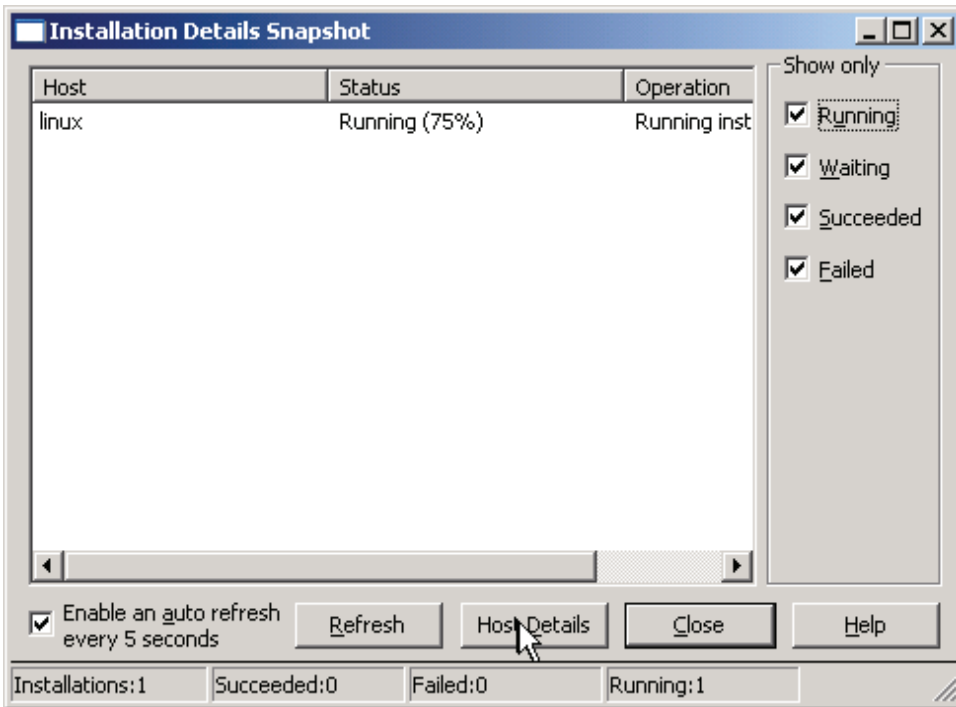 Installation Details Snapshot
Show only
Host Status Operation
linux Running (75%) Running inst
Running
Waiting
Succeeded
Failed
Enable an auto refresh
every 5 seconds
Refresh Host Details Close Help
Installations:1 Succeeded:0 Failed:0 Running:1